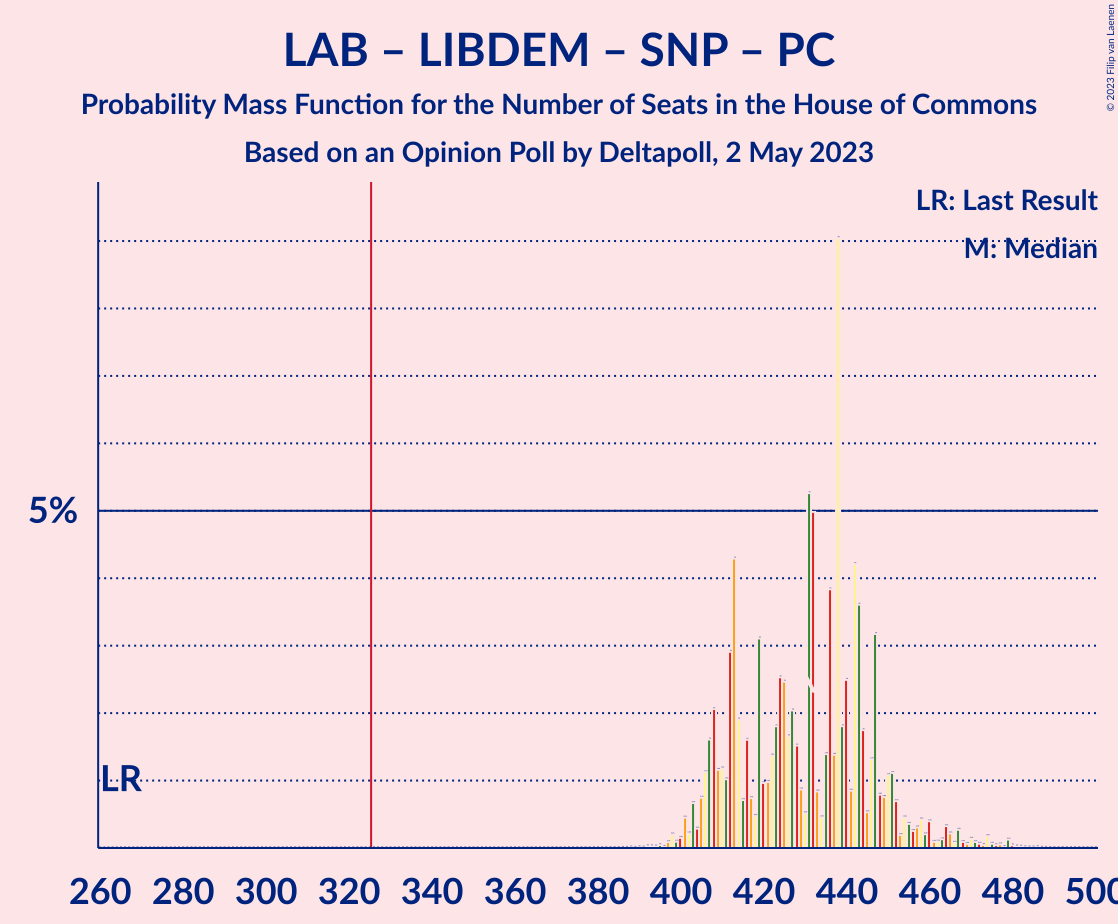 LAB – LIBDEM – SNP – PC
Probability Mass Function for the Number of Seats in the House of Commons
Based on an Opinion Poll by Deltapoll, 2 May 2023
© 2023 Filip van Laenen
LR: Last Result
M: Median
5%
LR
260 280 300 320 340 360 380 400 420 440 460 480 500